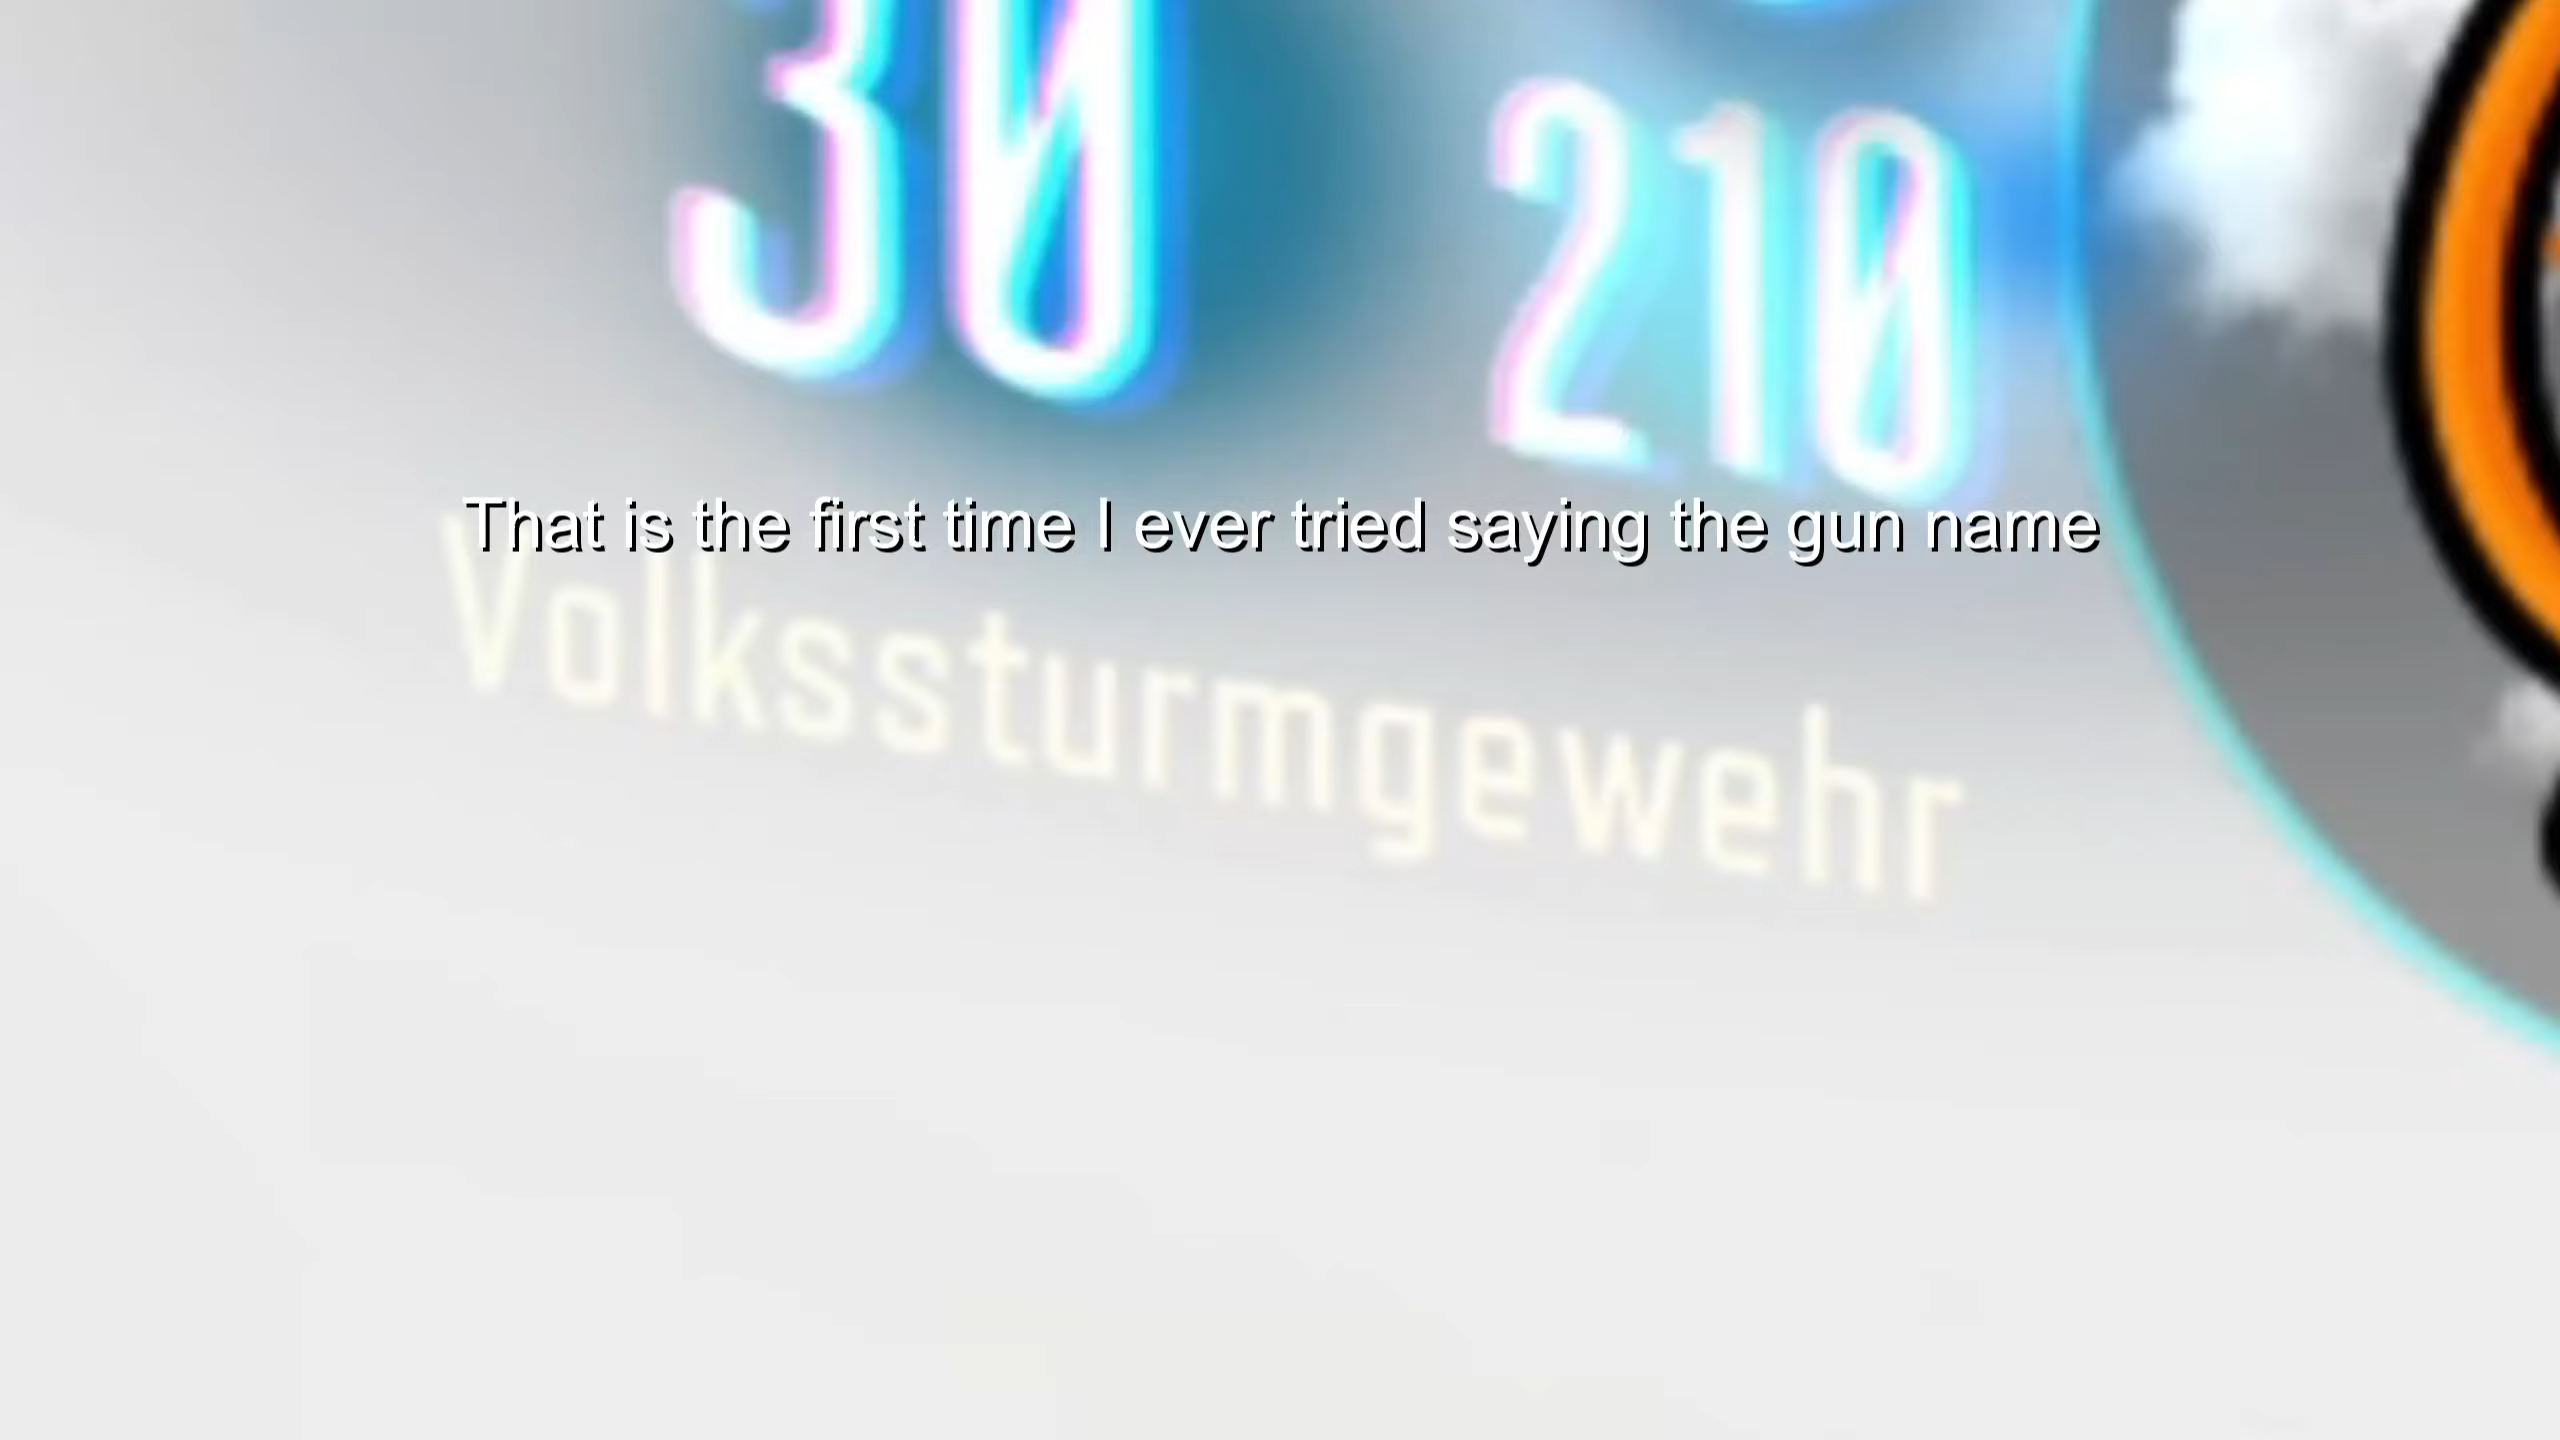 30 210
That is the first time I ever tried saying the gun name
Volkssturmgewehr